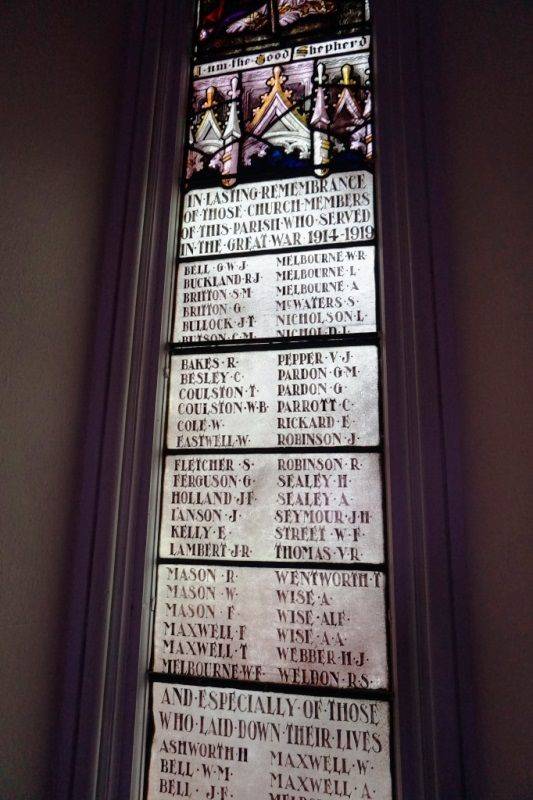 I·am·the·Good Shepherd
IN·LASTING·REMEMBRANCE
OF·THOSE·CHURCH·MEMBERS
OF·THIS·PARISH·WHO·SERVED
IN·THE·GREAT·WAR·1914-1919
BELL·G·W·J·
BUCKLAND·R·J·
BRITTON·S·M·
BRITTON·G·
BULLOCK·J·T·
BUTSON·C·M·
MELBOURNE·W·R·
MELBOURNE·L·
MELBOURNE·A
McWATERS·S·
NICHOLSON·L·
NICHOL·D·J·
BAKES·R·
BESLEY·C·
COULSTON·T·
COULSTON·W·B·
COLE·W·
EASTWELL·W·
PEPPER·V·J·
PARDON·G·M·
PARDON·G·
PARROTT·C·
RICKARD·E·
ROBINSON·J·
FLETCHER·S·
FERGUSON·G·
HOLLAND·J·F·
I'ANSON·J·
KELLY·E·
LAMBERT·J·R·
ROBINSON·R·
SEALEY·H·
SEALEY·A·
SEYMOUR·J·H·
STREET·W·F·
THOMAS·V·R·
MASON·R·
MASON·W·
MASON·F·
MAXWELL·F
MAXWELL·T
MELBOURNE·W·F·
WENTWORTH·T
WISE·A·
WISE·ALF·
WISE·A·A·
WEBBER·H·J·
WELDON·R·S·
AND·ESPECIALLY·OF·THOSE
WHO·LAID·DOWN·THEIR·LIVES
ASHWORTH·H
BELL·W·M·
BELL·J·F·
MAXWELL·W·
MAXWELL·A·